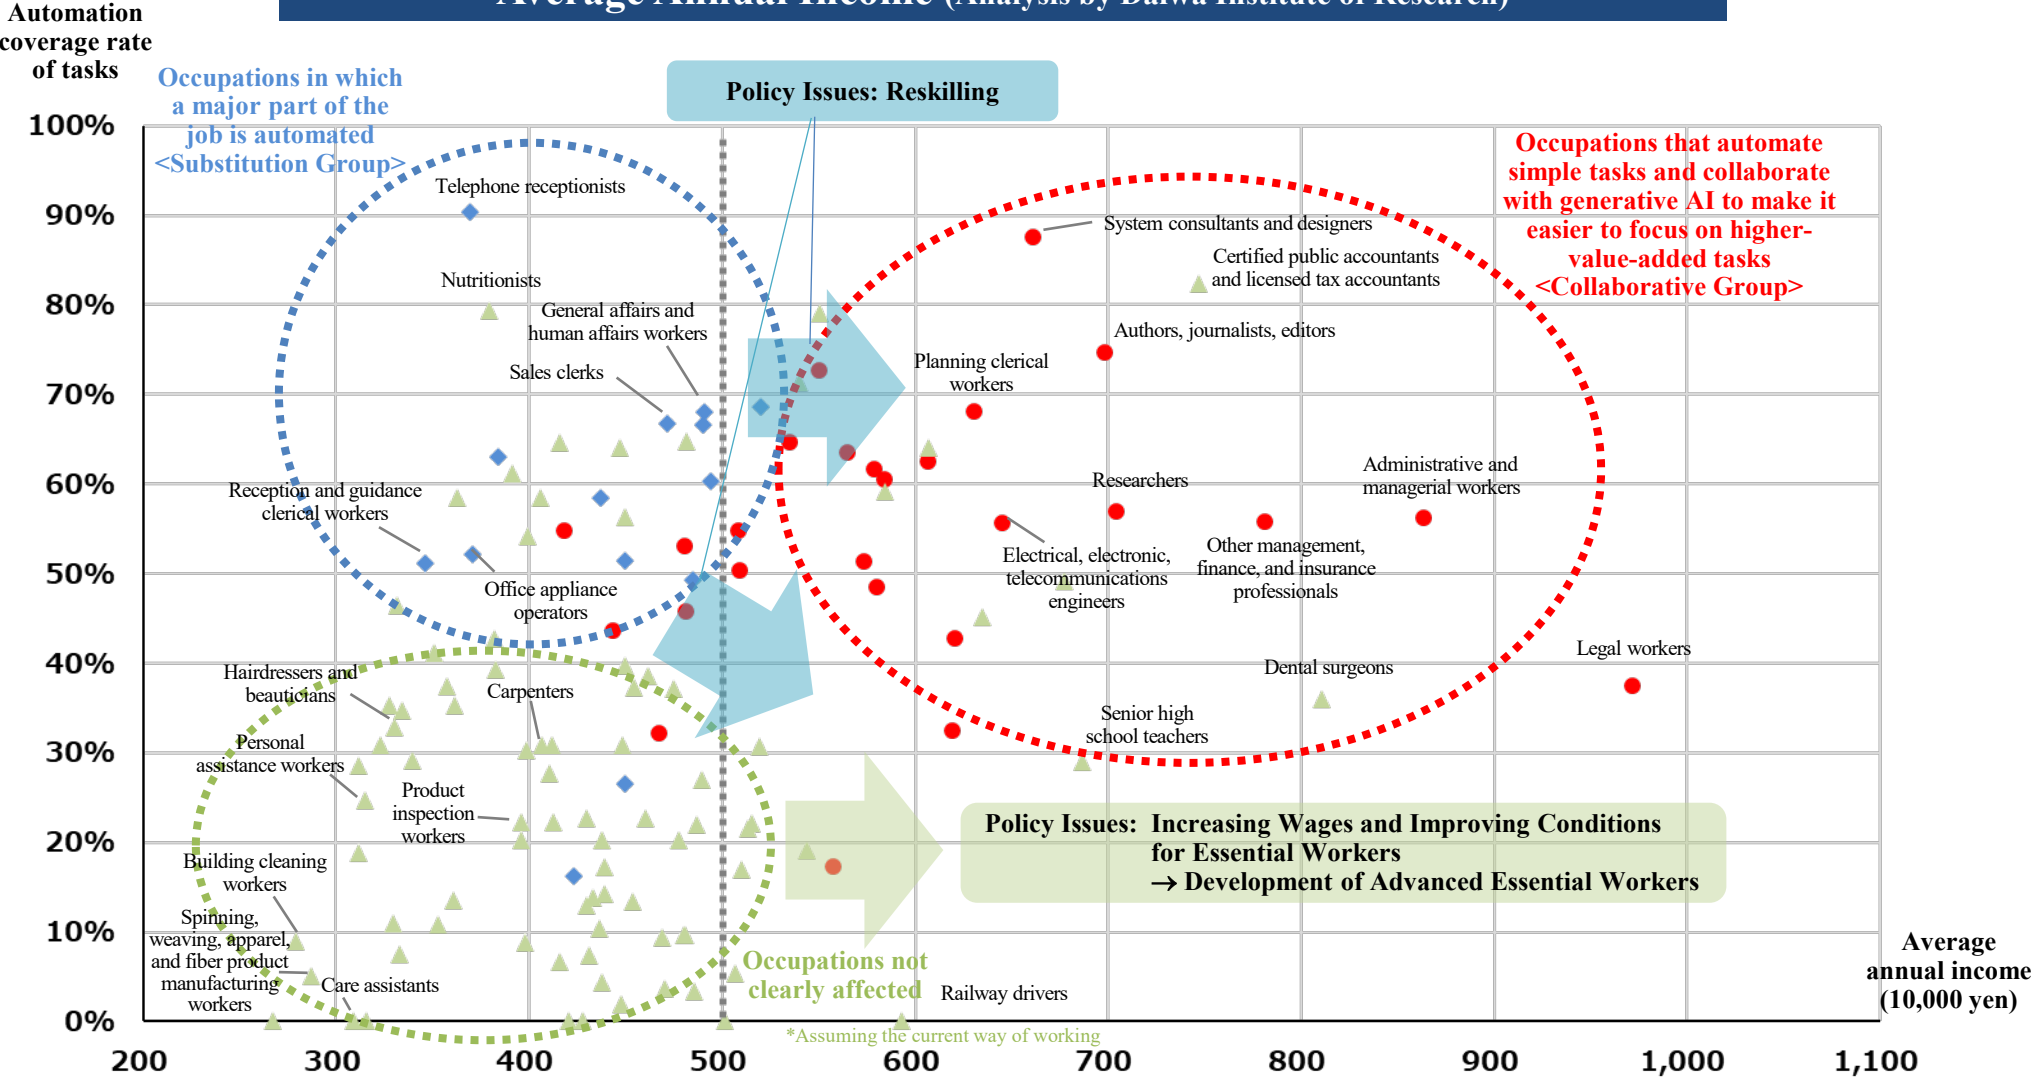 Average Annual Income (Analysis by Daiwa Institute of Research)
Automation
coverage rate
of tasks
Occupations in which
a major part of the
job is automated
<Substitution Group>
Policy Issues: Reskilling
Occupations that automate
simple tasks and collaborate
with generative AI to make it
easier to focus on higher-
value-added tasks
<Collaborative Group>
100%
90%
80%
70%
60%
50%
40%
30%
20%
10%
0%
Telephone receptionists
Nutritionists
General affairs and
human affairs workers
Sales clerks
Reception and guidance
clerical workers
Office appliance
operators
System consultants and designers
Certified public accountants
and licensed tax accountants
Authors, journalists, editors
Planning clerical
workers
Researchers
Administrative and
managerial workers
Electrical, electronic,
telecommunications
engineers
Other management,
finance, and insurance
professionals
Legal workers
Dental surgeons
Senior high
school teachers
Hairdressers and
beauticians
Carpenters
Personal
assistance workers
Product
inspection
workers
Building cleaning
workers
Spinning,
weaving, apparel,
and fiber product
manufacturing
workers
Care assistants
Policy Issues: Increasing Wages and Improving Conditions
for Essential Workers
→ Development of Advanced Essential Workers
Occupations not
clearly affected
Railway drivers
*Assuming the current way of working
Average
annual income
(10,000 yen)
200 300 400 500 600 700 800 900 1,000 1,100